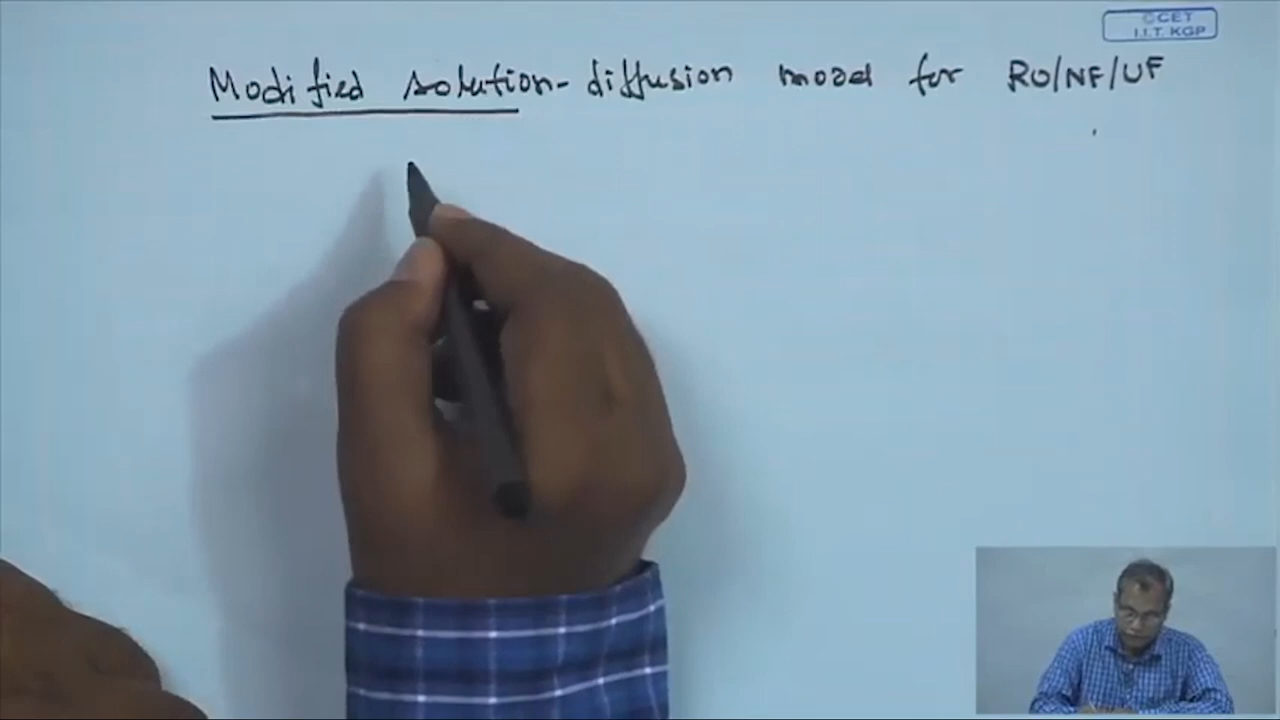 ©CET
I.I.T. KGP
Modified solution-diffusion model for RO/NF/UF